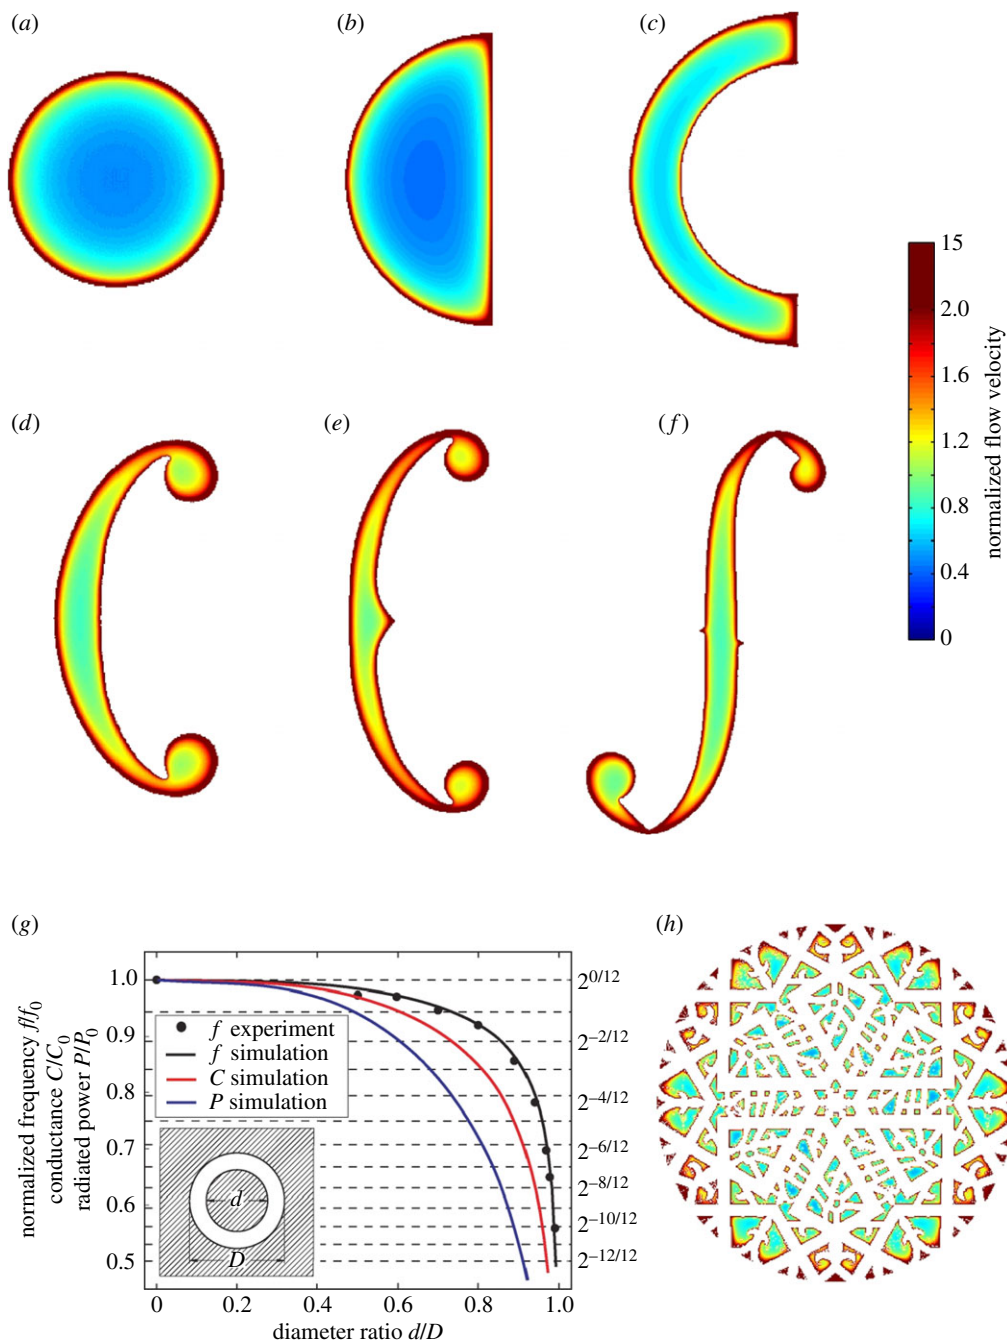 (a)
(b)
(c)
15
2.0
1.6
1.2
0.8
0.4
0
normalized flow velocity
(d)
(e)
(f)
(g)
(h)
normalized frequency f/f0
conductance C/C0
radiated power P/P0
1.0
0.9
0.8
0.7
0.6
0.5
f experiment
f simulation
C simulation
P simulation
d
D
2^0/12
2^-2/12
2^-4/12
2^-6/12
2^-8/12
2^-10/12
2^-12/12
0
0.2
0.4
0.6
0.8
1.0
diameter ratio d/D